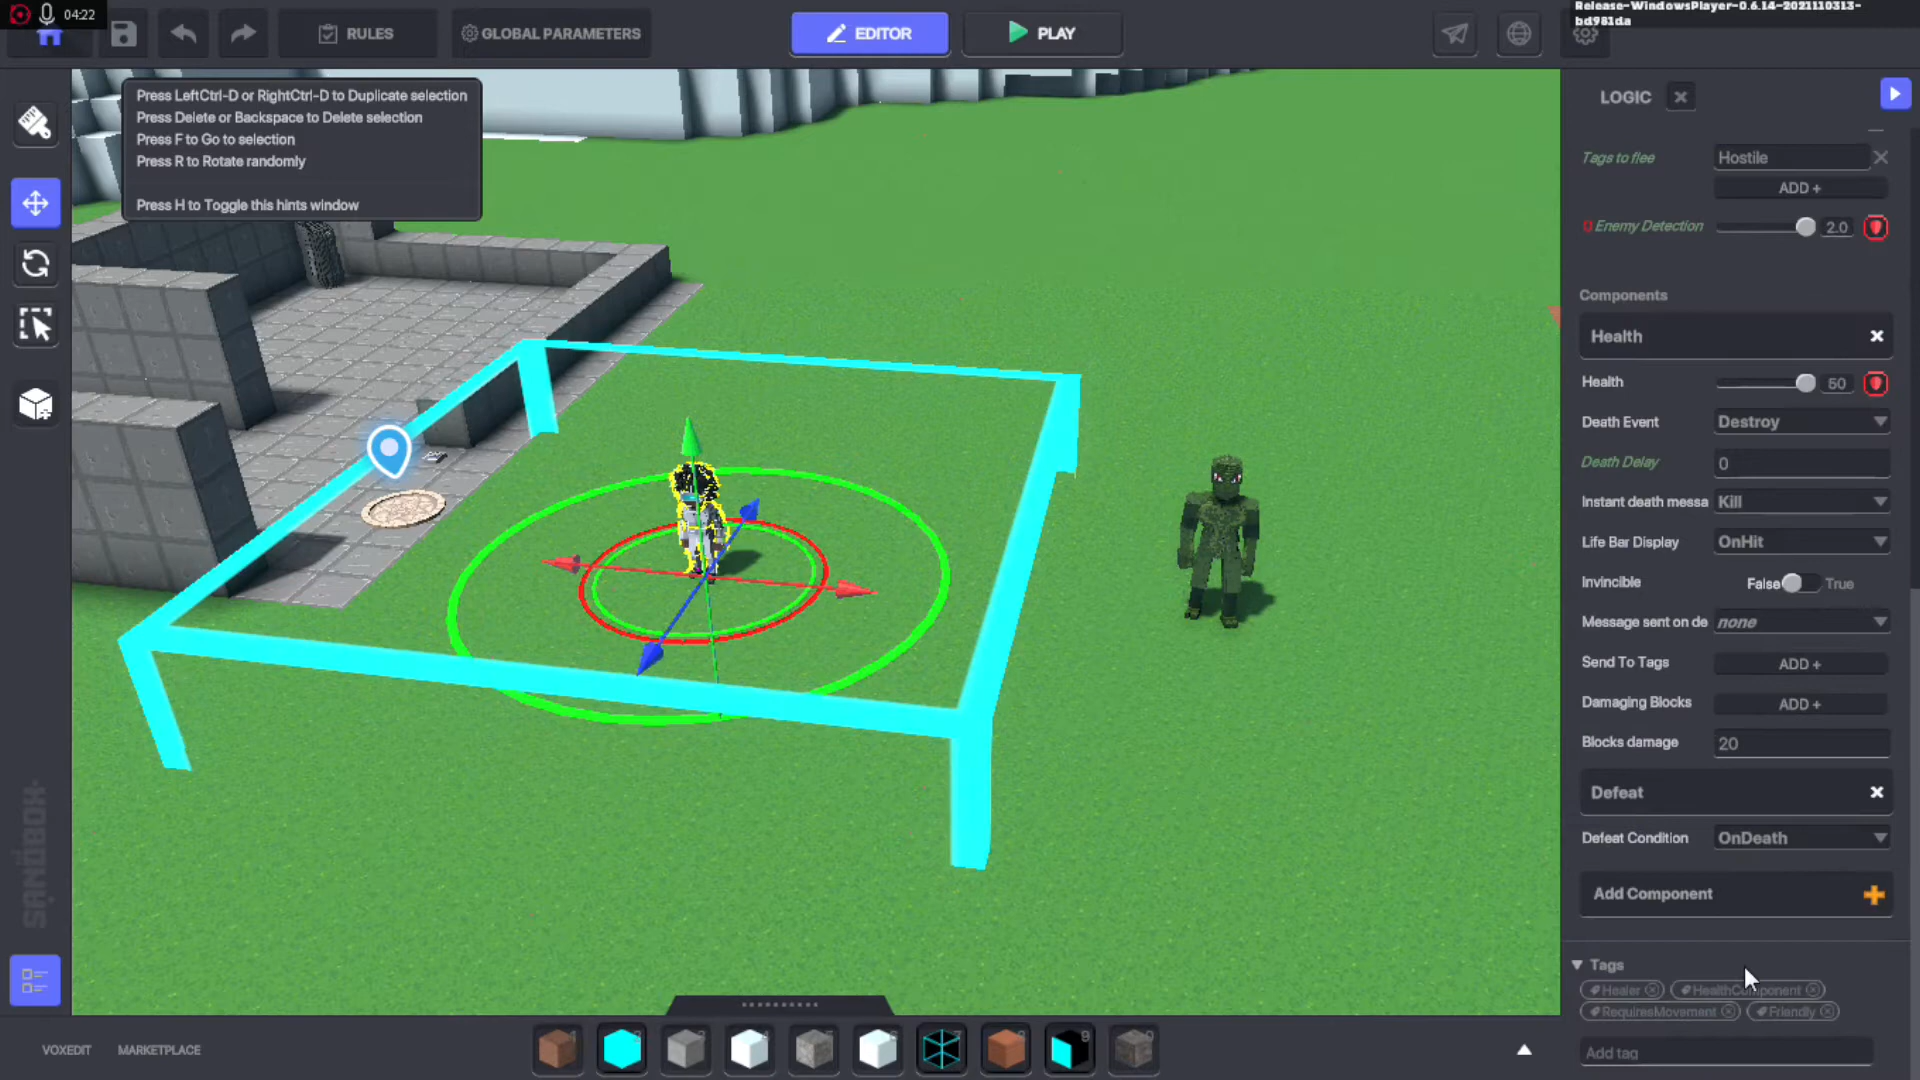 04:22
RULES
GLOBAL PARAMETERS
EDITOR
PLAY
Release-WindowsPlayer-0.6.14-2021110313-
bd981da
Press LeftCtrl-D or RightCtrl-D to Duplicate selection
Press Delete or Backspace to Delete selection
Press F to Go to selection
Press R to Rotate randomly
Press H to Toggle this hints window
LOGIC
Tags to flee
Hostile
ADD +
Enemy Detection
2.0
Components
Health
Health
50
Death Event
Destroy
Death Delay
0
Instant death messa
Kill
Life Bar Display
OnHit
Invincible
False
True
Message sent on de
none
Send To Tags
ADD +
Damaging Blocks
ADD +
Blocks damage
20
Defeat
Defeat Condition
OnDeath
Add Component
Tags
Healer
HealthComponent
RequiresMovement
Friendly
Add tag
SANDBOX
VOXEDIT
MARKETPLACE